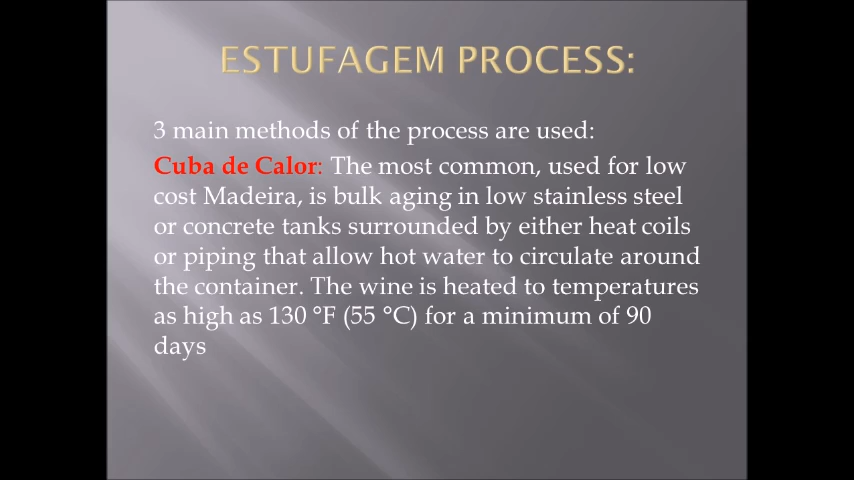 ESTUFAGEM PROCESS:
3 main methods of the process are used:
Cuba de Calor: The most common, used for low
cost Madeira, is bulk aging in low stainless steel
or concrete tanks surrounded by either heat coils
or piping that allow hot water to circulate around
the container. The wine is heated to temperatures
as high as 130 °F (55 °C) for a minimum of 90
days